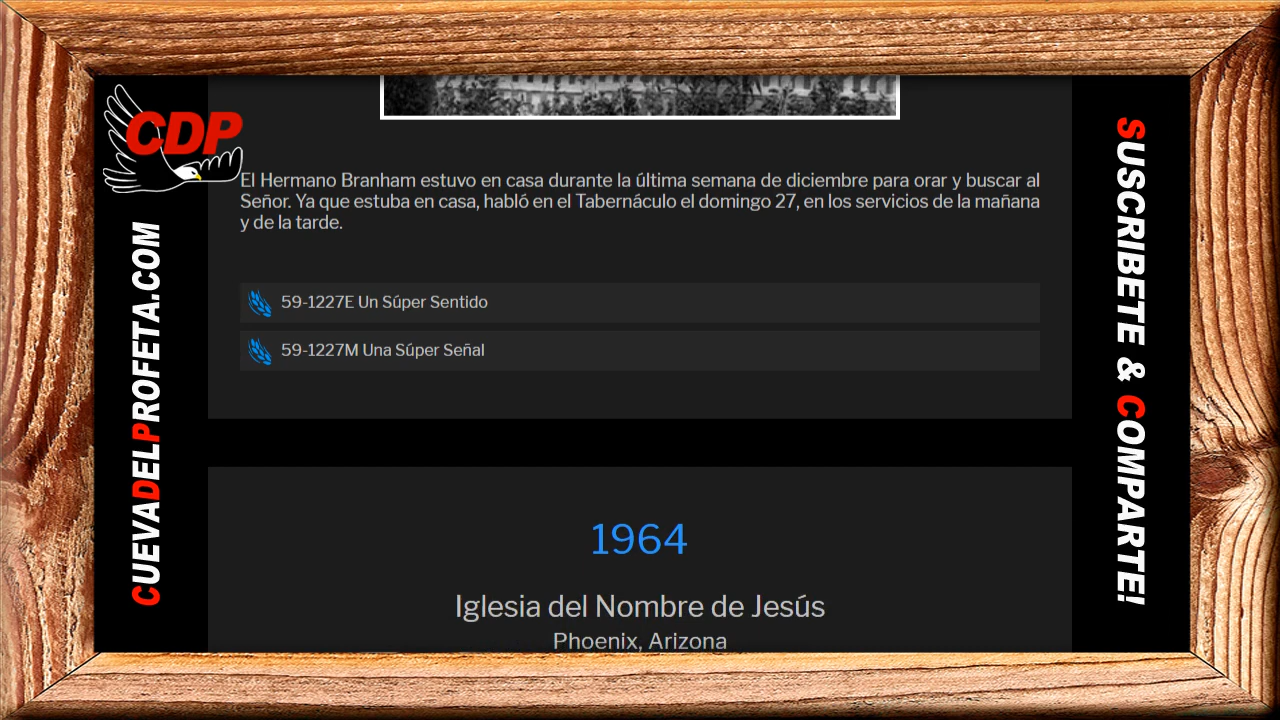 CDP
CUEVADELPROFETA.COM
El Hermano Branham estuvo en casa durante la última semana de diciembre para orar y buscar al
Señor. Ya que estuba en casa, habló en el Tabernáculo el domingo 27, en los servicios de la mañana
y de la tarde.
59-1227E Un Súper Sentido
59-1227M Una Súper Señal
1964
Iglesia del Nombre de Jesús
Phoenix, Arizona
SUSCRIBETE & COMPARTE!